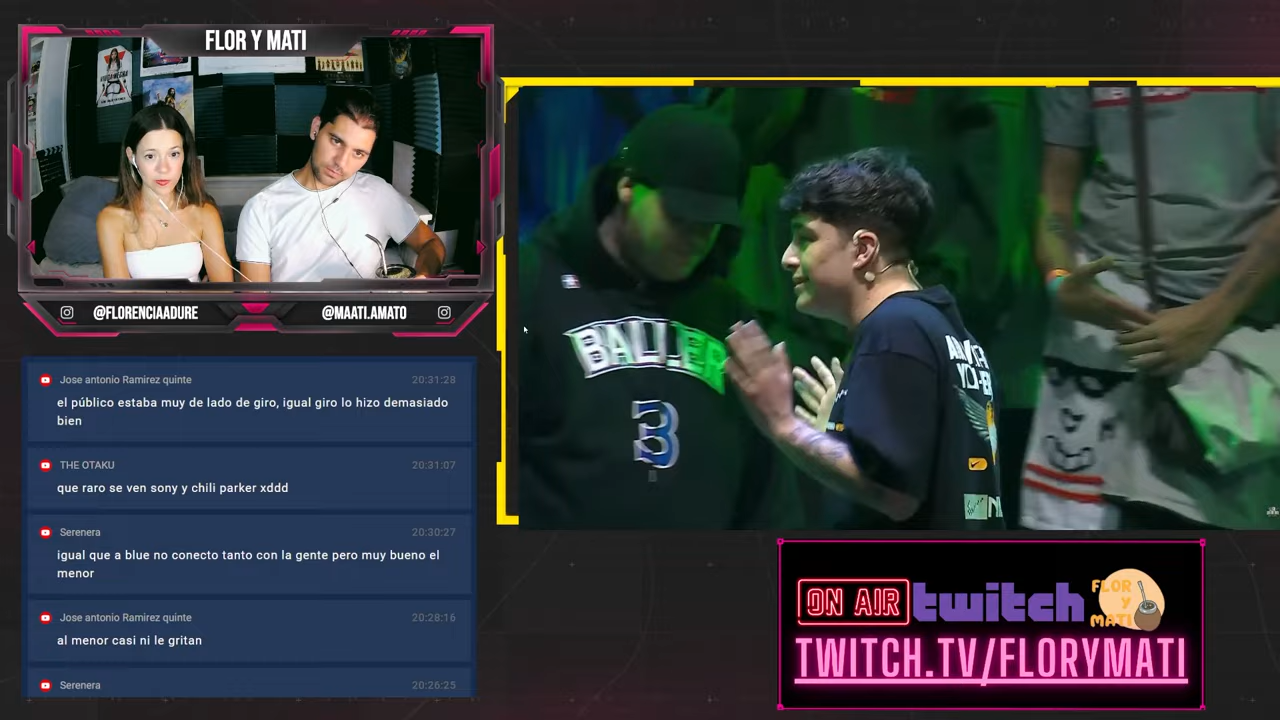 FLOR Y MATI
@FLORENCIAADURE
@MAATI.AMATO
Jose antonio Ramirez quinte
20:31:28
el público estaba muy de lado de giro, igual giro lo hizo demasiado
bien
THE OTAKU
20:31:07
que raro se ven sony y chili parker xddd
Serenera
20:30:27
igual que a blue no conecto tanto con la gente pero muy bueno el
menor
Jose antonio Ramirez quinte
20:28:16
al menor casi ni le gritan
Serenera
20:26:25
BALLER
3
ON AIR
twitch
FLOR
Y
MATI
TWITCH.TV/FLORYMATI